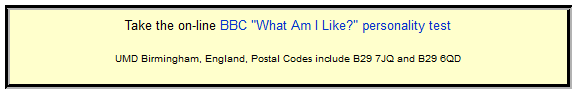 Take the on-line BBC "What Am I Like?" personality test
UMD Birmingham, England, Postal Codes include B29 7JQ and B29 6QD